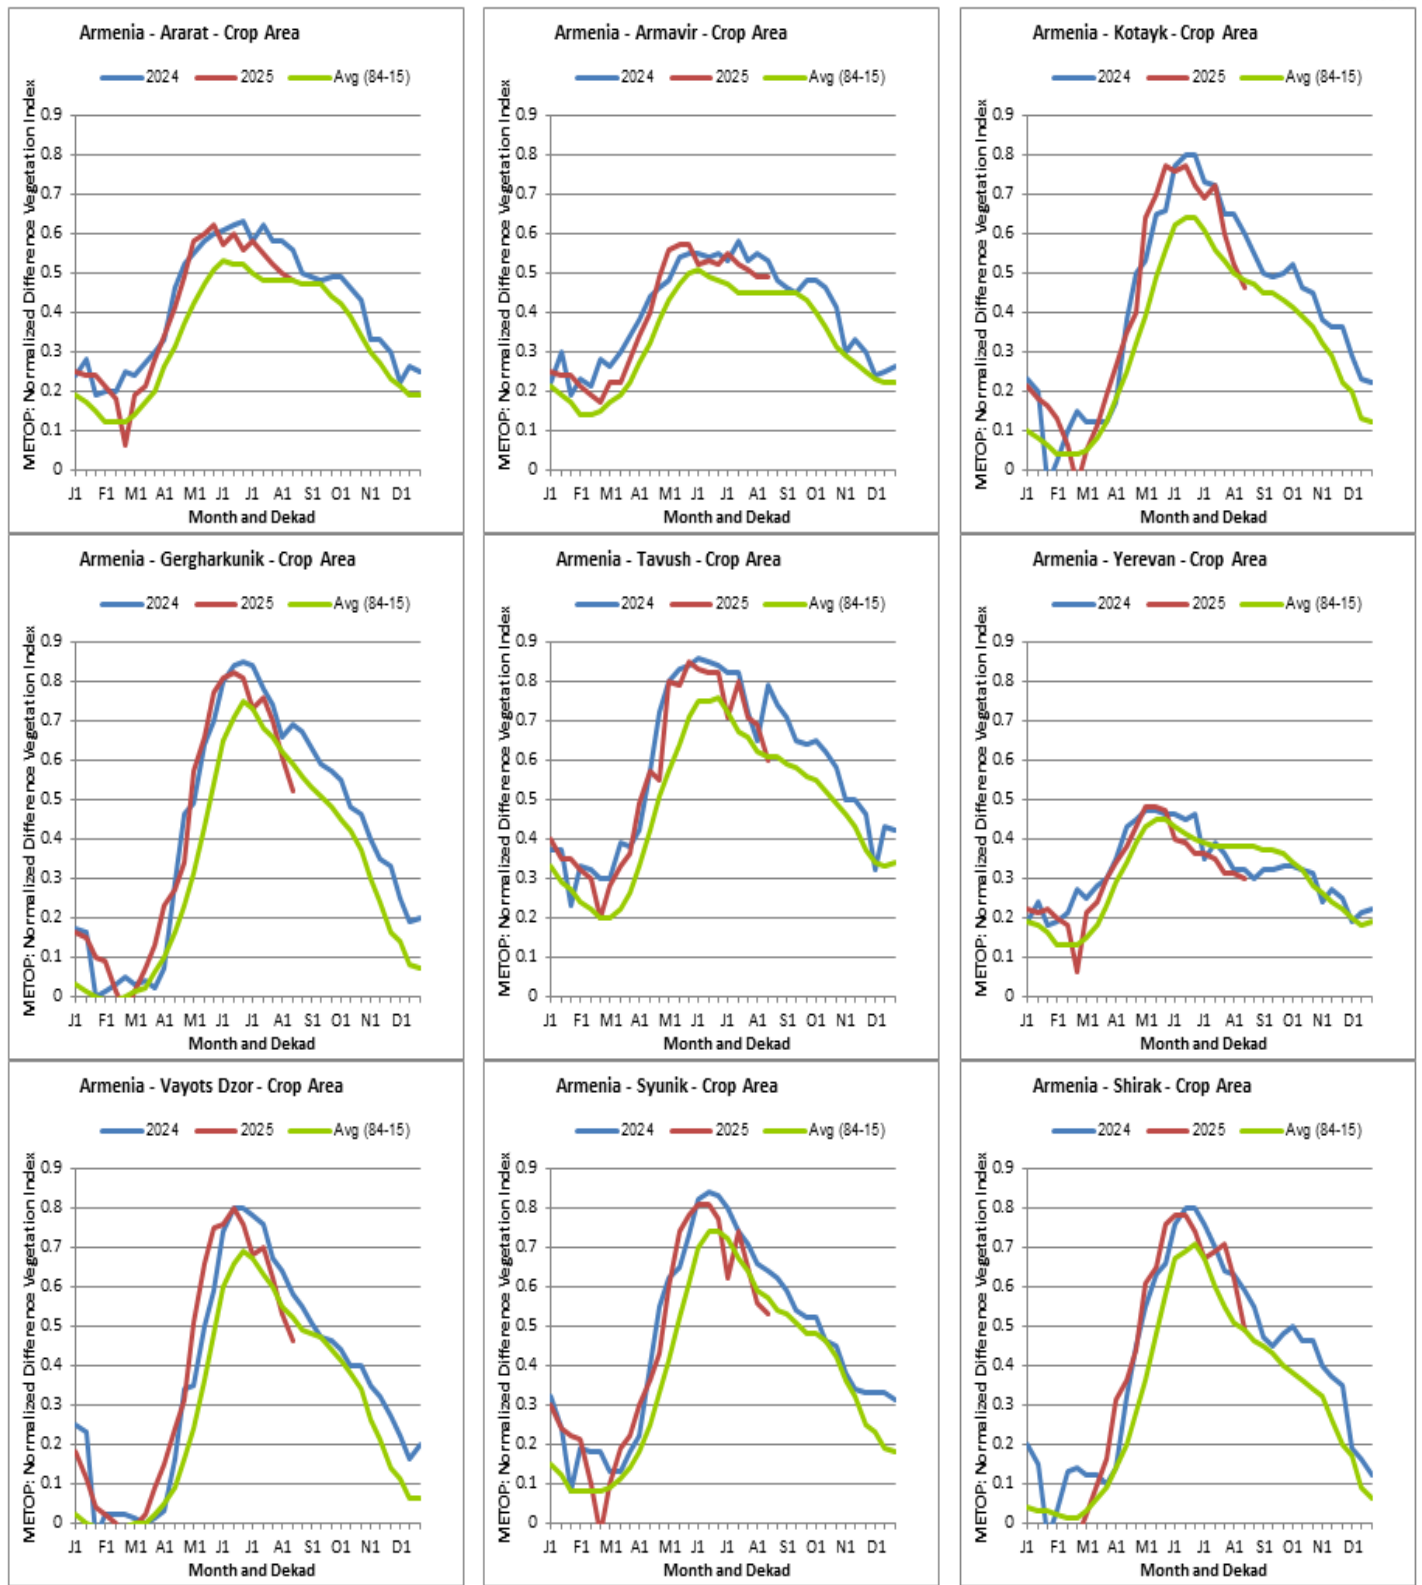 Armenia - Ararat - Crop Area
2024 2025 Avg (84-15)
METOP: Normalized Difference Vegetation Index
0.9
0.8
0.7
0.6
0.5
0.4
0.3
0.2
0.1
0
J1 F1 M1 A1 M1 J1 J1 A1 S1 O1 N1 D1
Month and Dekad
Armenia - Armavir - Crop Area
2024 2025 Avg (84-15)
METOP: Normalized Difference Vegetation Index
0.9
0.8
0.7
0.6
0.5
0.4
0.3
0.2
0.1
0
J1 F1 M1 A1 M1 J1 J1 A1 S1 O1 N1 D1
Month and Dekad
Armenia - Kotayk - Crop Area
2024 2025 Avg (84-15)
METOP: Normalized Difference Vegetation Index
0.9
0.8
0.7
0.6
0.5
0.4
0.3
0.2
0.1
0
J1 F1 M1 A1 M1 J1 J1 A1 S1 O1 N1 D1
Month and Dekad
Armenia - Gergharkunik - Crop Area
2024 2025 Avg (84-15)
METOP: Normalized Difference Vegetation Index
0.9
0.8
0.7
0.6
0.5
0.4
0.3
0.2
0.1
0
J1 F1 M1 A1 M1 J1 J1 A1 S1 O1 N1 D1
Month and Dekad
Armenia - Tavush - Crop Area
2024 2025 Avg (84-15)
METOP: Normalized Difference Vegetation Index
0.9
0.8
0.7
0.6
0.5
0.4
0.3
0.2
0.1
0
J1 F1 M1 A1 M1 J1 J1 A1 S1 O1 N1 D1
Month and Dekad
Armenia - Yerevan - Crop Area
2024 2025 Avg (84-15)
METOP: Normalized Difference Vegetation Index
0.9
0.8
0.7
0.6
0.5
0.4
0.3
0.2
0.1
0
J1 F1 M1 A1 M1 J1 J1 A1 S1 O1 N1 D1
Month and Dekad
Armenia - Vayots Dzor - Crop Area
2024 2025 Avg (84-15)
METOP: Normalized Difference Vegetation Index
0.9
0.8
0.7
0.6
0.5
0.4
0.3
0.2
0.1
0
J1 F1 M1 A1 M1 J1 J1 A1 S1 O1 N1 D1
Month and Dekad
Armenia - Syunik - Crop Area
2024 2025 Avg (84-15)
METOP: Normalized Difference Vegetation Index
0.9
0.8
0.7
0.6
0.5
0.4
0.3
0.2
0.1
0
J1 F1 M1 A1 M1 J1 J1 A1 S1 O1 N1 D1
Month and Dekad
Armenia - Shirak - Crop Area
2024 2025 Avg (84-15)
METOP: Normalized Difference Vegetation Index
0.9
0.8
0.7
0.6
0.5
0.4
0.3
0.2
0.1
0
J1 F1 M1 A1 M1 J1 J1 A1 S1 O1 N1 D1
Month and Dekad